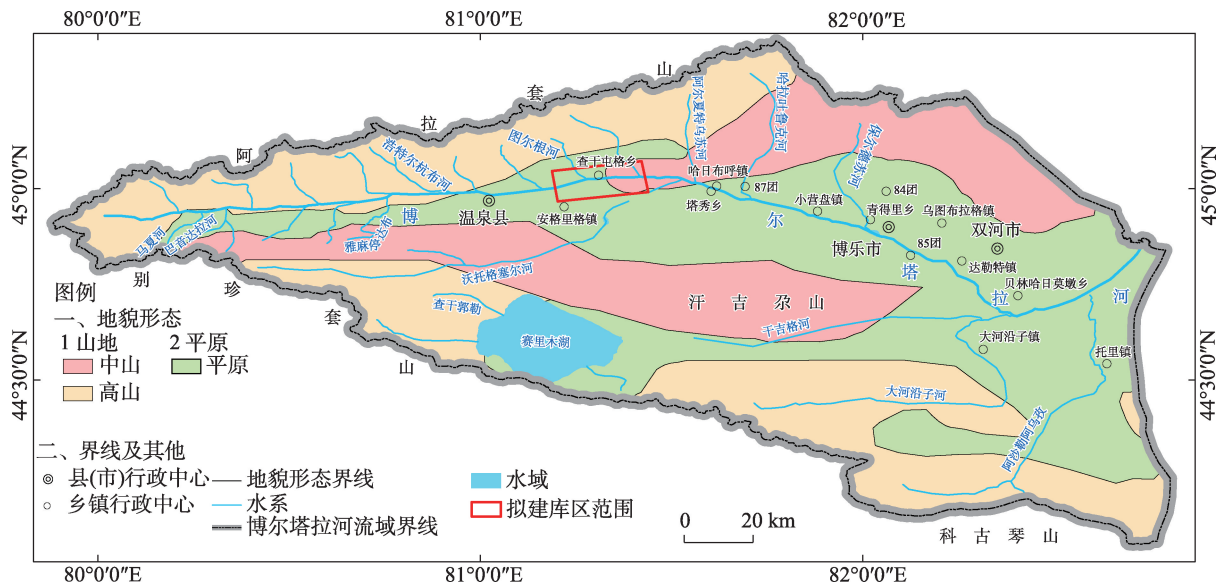 80°0′0″E
81°0′0″E
82°0′0″E
45°0′0″N
44°30′0″N
45°0′0″N
44°30′0″N
阿
拉
套
山
阿尔夏特乌苏河
哈拉吐鲁克河
保尔德苏河
浩特尔杭布河
图尔根河
查干屯格乡
哈日布呼镇
87团
84团
塔秀乡
小营盘镇
青得里乡
乌图布拉格镇
温泉县
安格里格镇
博
尔
塔
拉
河
博乐市
双河市
85团
达勒特镇
贝林哈日莫墩乡
马夏河
巴音达拉河
雅麻停达布
沃托格塞尔河
别
珍
套
山
查干郭勒
赛里木湖
汗吉尕山
干吉格河
大河沿子镇
托里镇
大河沿子河
阿沙勒阿乌孜
科古琴山
图例
一、地貌形态
1 山地
2 平原
中山
平原
高山
二、界线及其他
县(市)行政中心
地貌形态界线
水域
乡镇行政中心
水系
拟建库区范围
博尔塔拉河流域界线
0
20 km
80°0′0″E
81°0′0″E
82°0′0″E